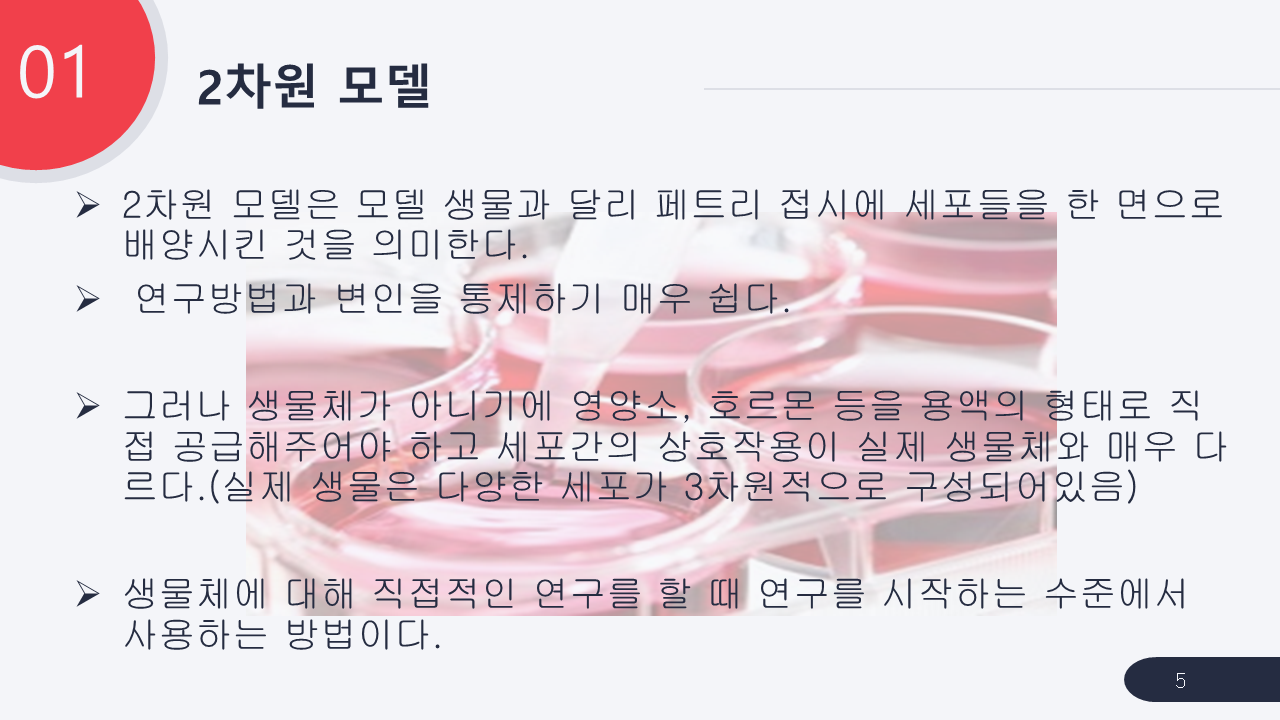 01
2차원 모델
➢ 2차원 모델은 모델 생물과 달리 페트리 접시에 세포들을 한 면으로
배양시킨 것을 의미한다.
➢ 연구방법과 변인을 통제하기 매우 쉽다.
➢ 그러나 생물체가 아니기에 영양소, 호르몬 등을 용액의 형태로 직
접 공급해주어야 하고 세포간의 상호작용이 실제 생물체와 매우 다
르다.(실제 생물은 다양한 세포가 3차원적으로 구성되어있음)
➢ 생물체에 대해 직접적인 연구를 할 때 연구를 시작하는 수준에서
사용하는 방법이다.
5